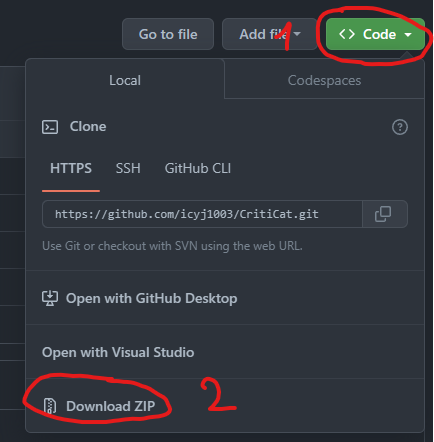 Go to file Add file 1 <> Code
Local Codespaces
Clone
HTTPS SSH GitHub CLI
https://github.com/icyj1003/CritiCat.git
Use Git or checkout with SVN using the web URL.
Open with GitHub Desktop
Open with Visual Studio
Download ZIP 2